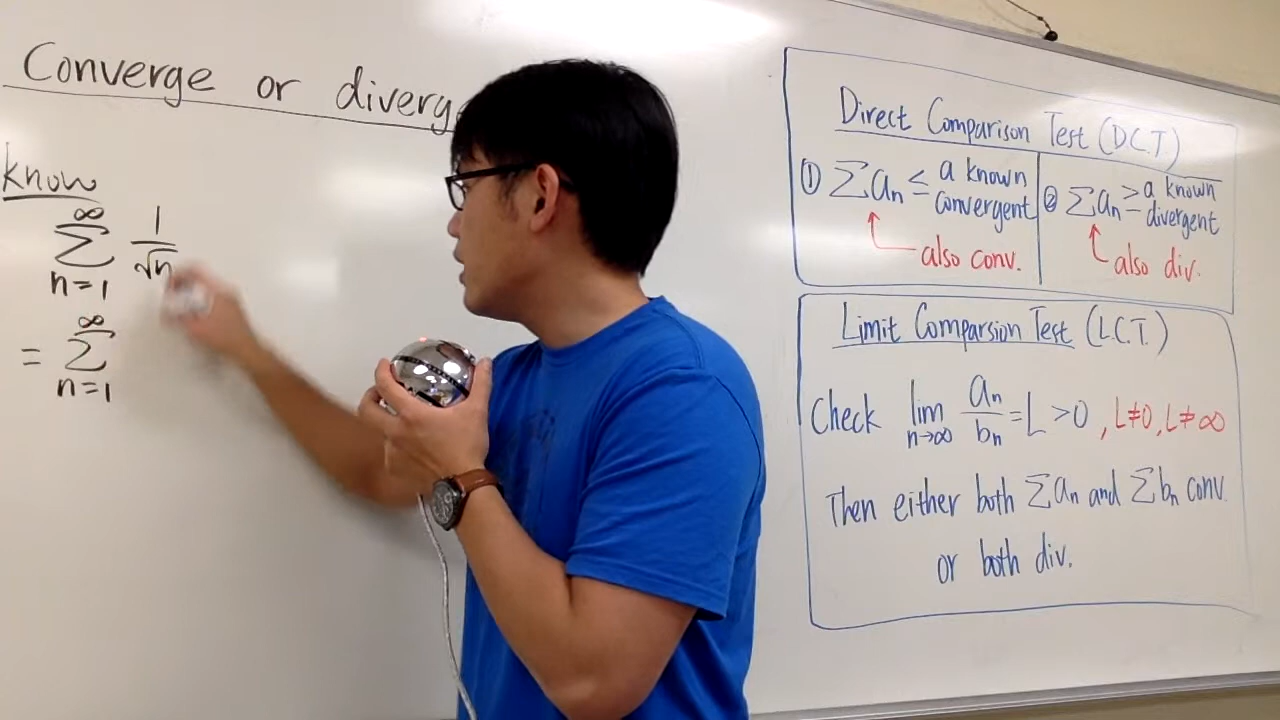 Converge or diverg
know
∞
Σ 1/√n
n=1
∞
= Σ
n=1
Direct Comparison Test (D.C.T)
① Σan ≤ a known convergent
also conv.
② Σan ≥ a known divergent
also div.
Limit Comparsion Test (L.C.T.)
Check lim n→∞ an/bn = L > 0, L≠0, L≠∞
Then either both Σan and Σbn conv.
or both div.